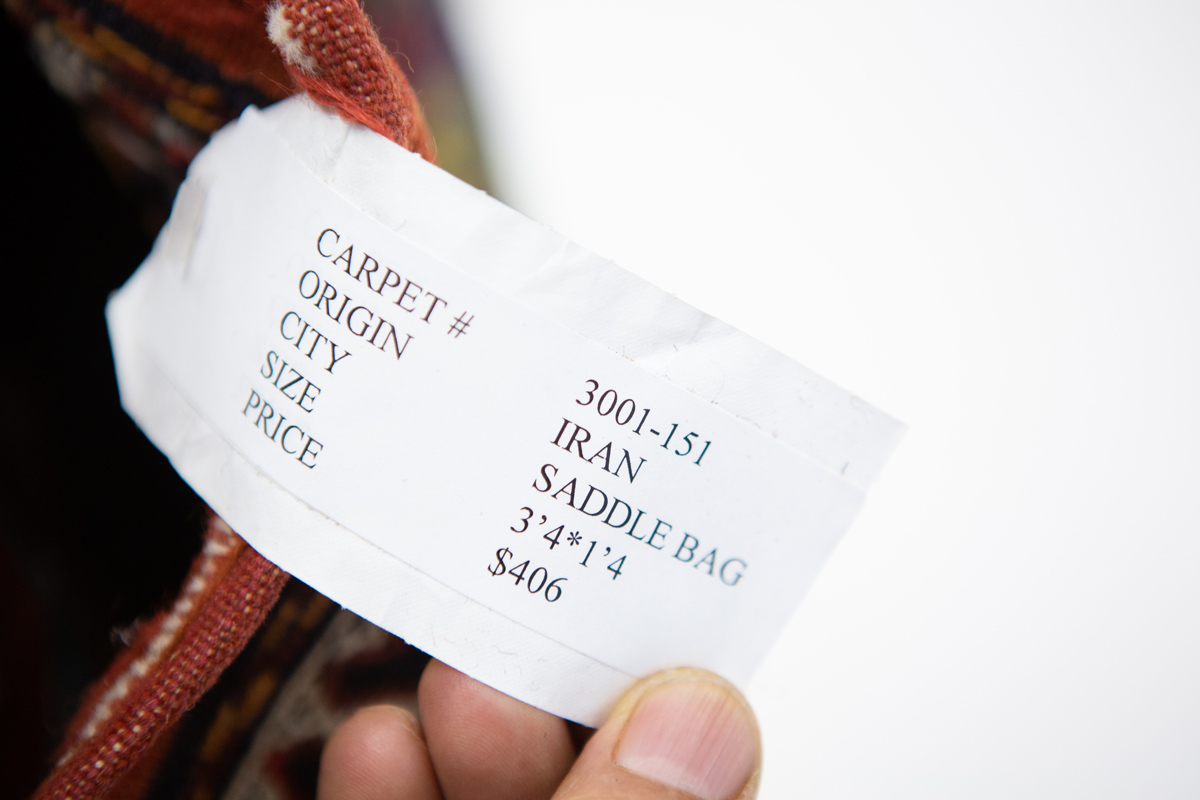 CARPET # 3001-151
ORIGIN IRAN
CITY SADDLE BAG
SIZE 3’4*1’4
PRICE $406